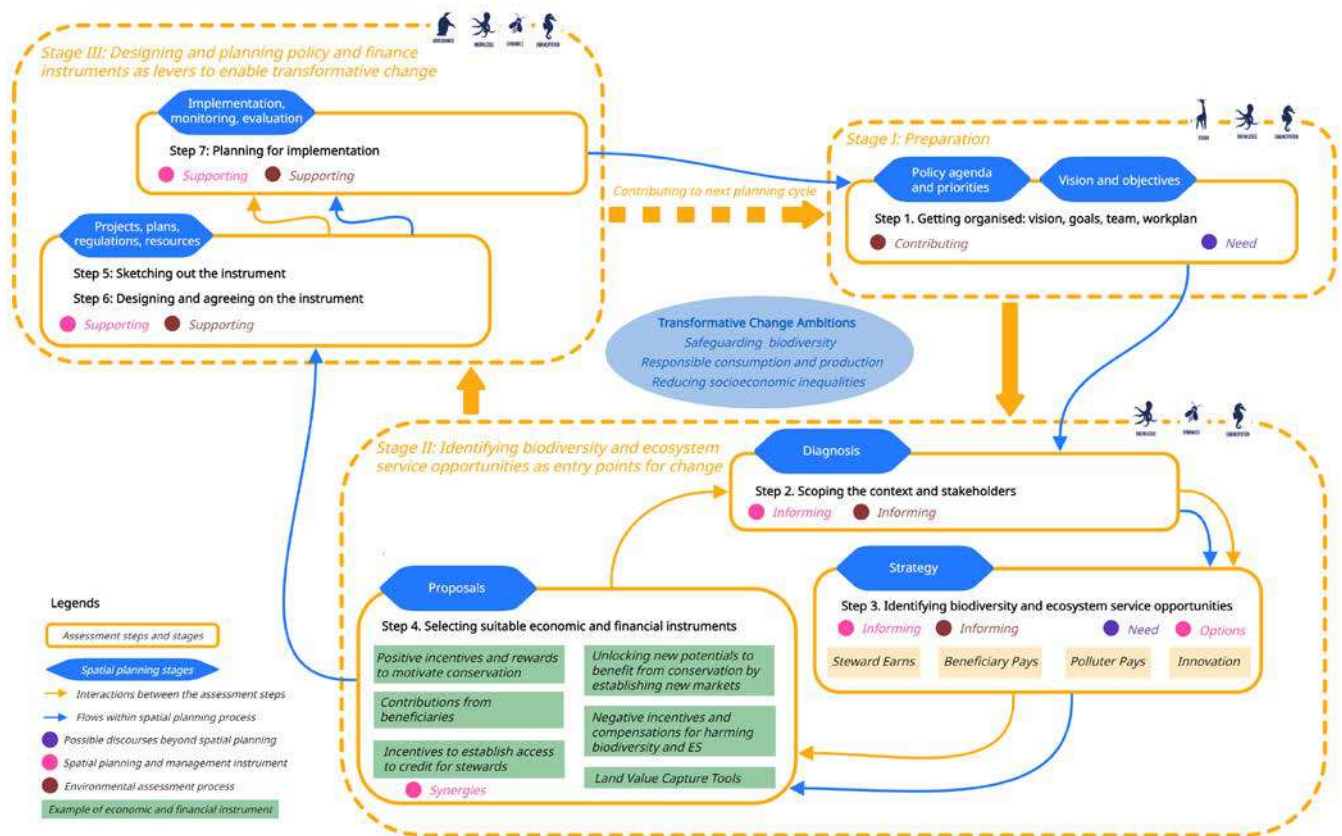 Stage III: Designing and planning policy and finance
instruments as levers to enable transformative change
GOVERNANCE
KNOWLEDGE
DYNAMICS
EMANCIPATION
Implementation,
monitoring, evaluation
Step 7: Planning for implementation
Supporting
Supporting
Projects, plans,
regulations, resources
Step 5: Sketching out the instrument
Step 6: Designing and agreeing on the instrument
Supporting
Supporting
Contributing to next planning cycle
Stage I: Preparation
VISION
KNOWLEDGE
EMANCIPATION
Policy agenda
and priorities
Vision and objectives
Step 1. Getting organised: vision, goals, team, workplan
Contributing
Need
Transformative Change Ambitions
Safeguarding biodiversity
Responsible consumption and production
Reducing socioeconomic inequalities
Stage II: Identifying biodiversity and ecosystem
service opportunities as entry points for change
KNOWLEDGE
DYNAMICS
EMANCIPATION
Diagnosis
Step 2. Scoping the context and stakeholders
Informing
Informing
Strategy
Step 3. Identifying biodiversity and ecosystem service opportunities
Informing
Informing
Need
Options
Steward Earns
Beneficiary Pays
Polluter Pays
Innovation
Proposals
Step 4. Selecting suitable economic and financial instruments
Positive incentives and rewards
to motivate conservation
Contributions from
beneficiaries
Incentives to establish access
to credit for stewards
Synergies
Unlocking new potentials to
benefit from conservation by
establishing new markets
Negative incentives and
compensations for harming
biodiversity and ES
Land Value Capture Tools
Legends
Assessment steps and stages
Spatial planning stages
Interactions between the assessment steps
Flows within spatial planning process
Possible discourses beyond spatial planning
Spatial planning and management instrument
Environmental assessment process
Example of economic and financial instrument